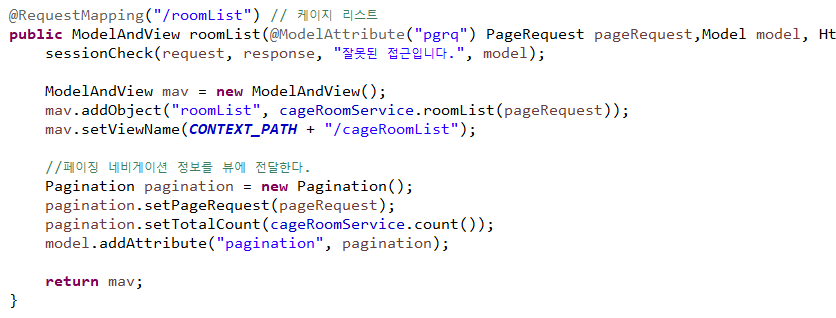 @RequestMapping("/roomList") // 케이지 리스트
public ModelAndView roomList(@ModelAttribute("pgrq") PageRequest pageRequest,Model model, Ht
sessionCheck(request, response, "잘못된 접근입니다.", model);
ModelAndView mav = new ModelAndView();
mav.addObject("roomList", cageRoomService.roomList(pageRequest));
mav.setViewName(CONTEXT_PATH + "/cageRoomList");
//페이징 네비게이션 정보를 뷰에 전달한다.
Pagination pagination = new Pagination();
pagination.setPageRequest(pageRequest);
pagination.setTotalCount(cageRoomService.count());
model.addAttribute("pagination", pagination);
return mav;
}